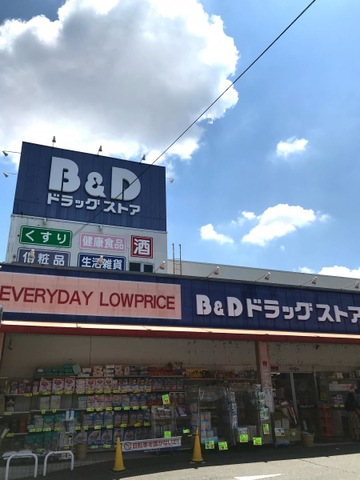 B&D
ドラッグストア
くすり 健康食品 酒
化粧品 生活雑貨
EVERYDAY LOWPRICE
B&Dドラッグストア